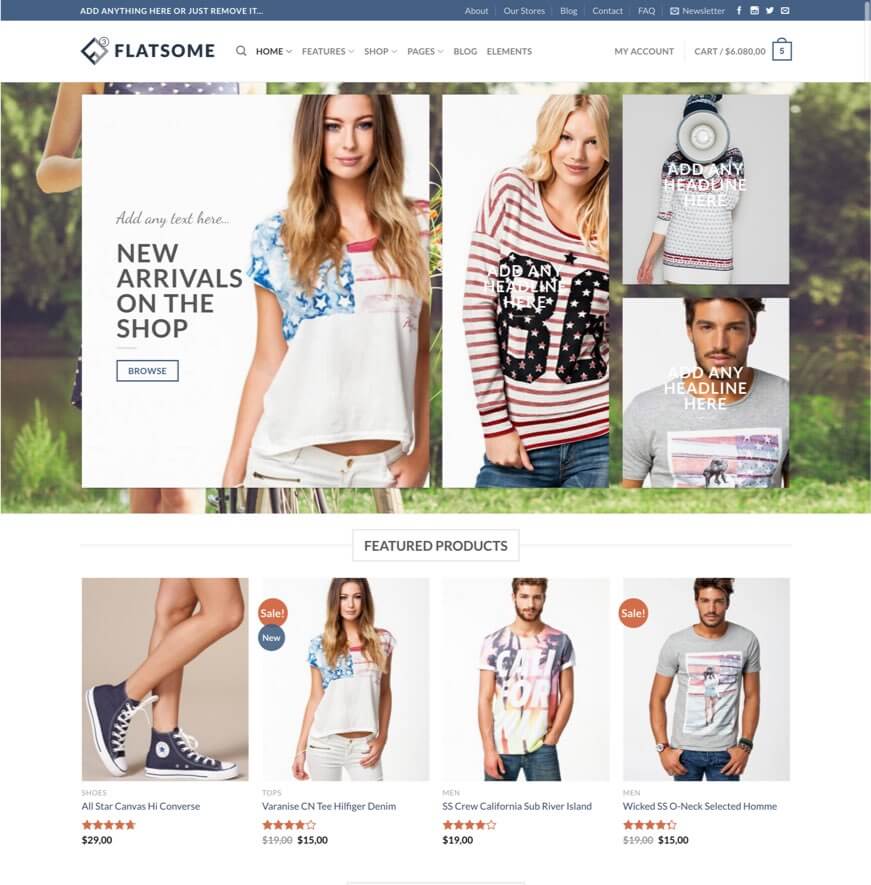 ADD ANYTHING HERE OR JUST REMOVE IT...
About Our Stores Blog Contact FAQ Newsletter
FLATSOME 3 HOME FEATURES SHOP PAGES BLOG ELEMENTS MY ACCOUNT CART / $6.080,00 5
Add any text here...
NEW
ARRIVALS
ON THE
SHOP
BROWSE
ADD ANY
HEADLINE
HERE
ADD ANY
HEADLINE
HERE
ADD ANY
HEADLINE
HERE
FEATURED PRODUCTS
Sale!
New
CALI
FOR
Sale!
SHOES
All Star Canvas Hi Converse
$29,00
TOPS
Varanise CN Tee Hilfiger Denim
$19,00 $15,00
MEN
SS Crew California Sub River Island
$19,00
MEN
Wicked SS O-Neck Selected Homme
$19,00 $15,00